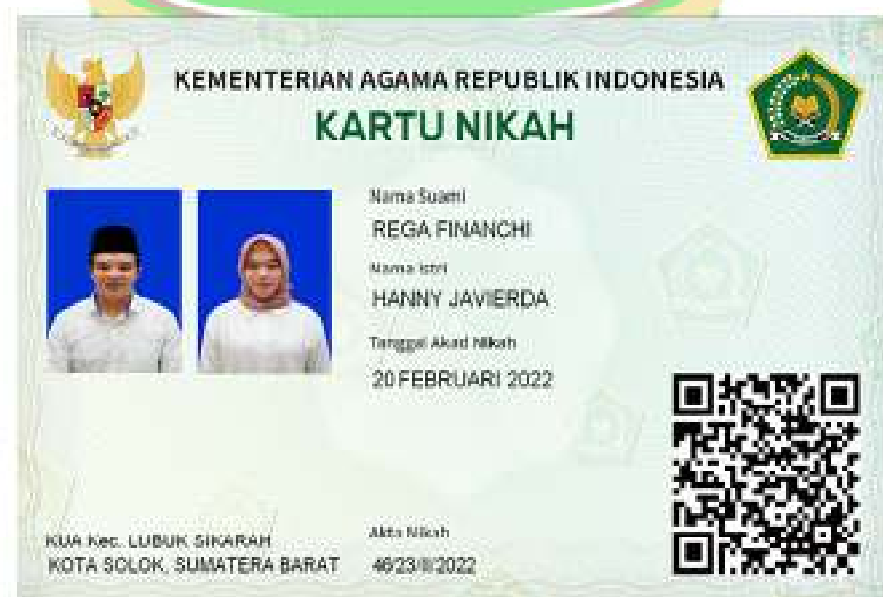 KEMENTERIAN AGAMA REPUBLIK INDONESIA
KARTU NIKAH
Nama Suami
REGA FINANCHI
Nama Istri
HANNY JAVIERDA
Tanggal Akad Nikah
20 FEBRUARI 2022
KUA Kec. LUBUK SIKARAH
KOTA SOLOK, SUMATERA BARAT
Akta Nikah